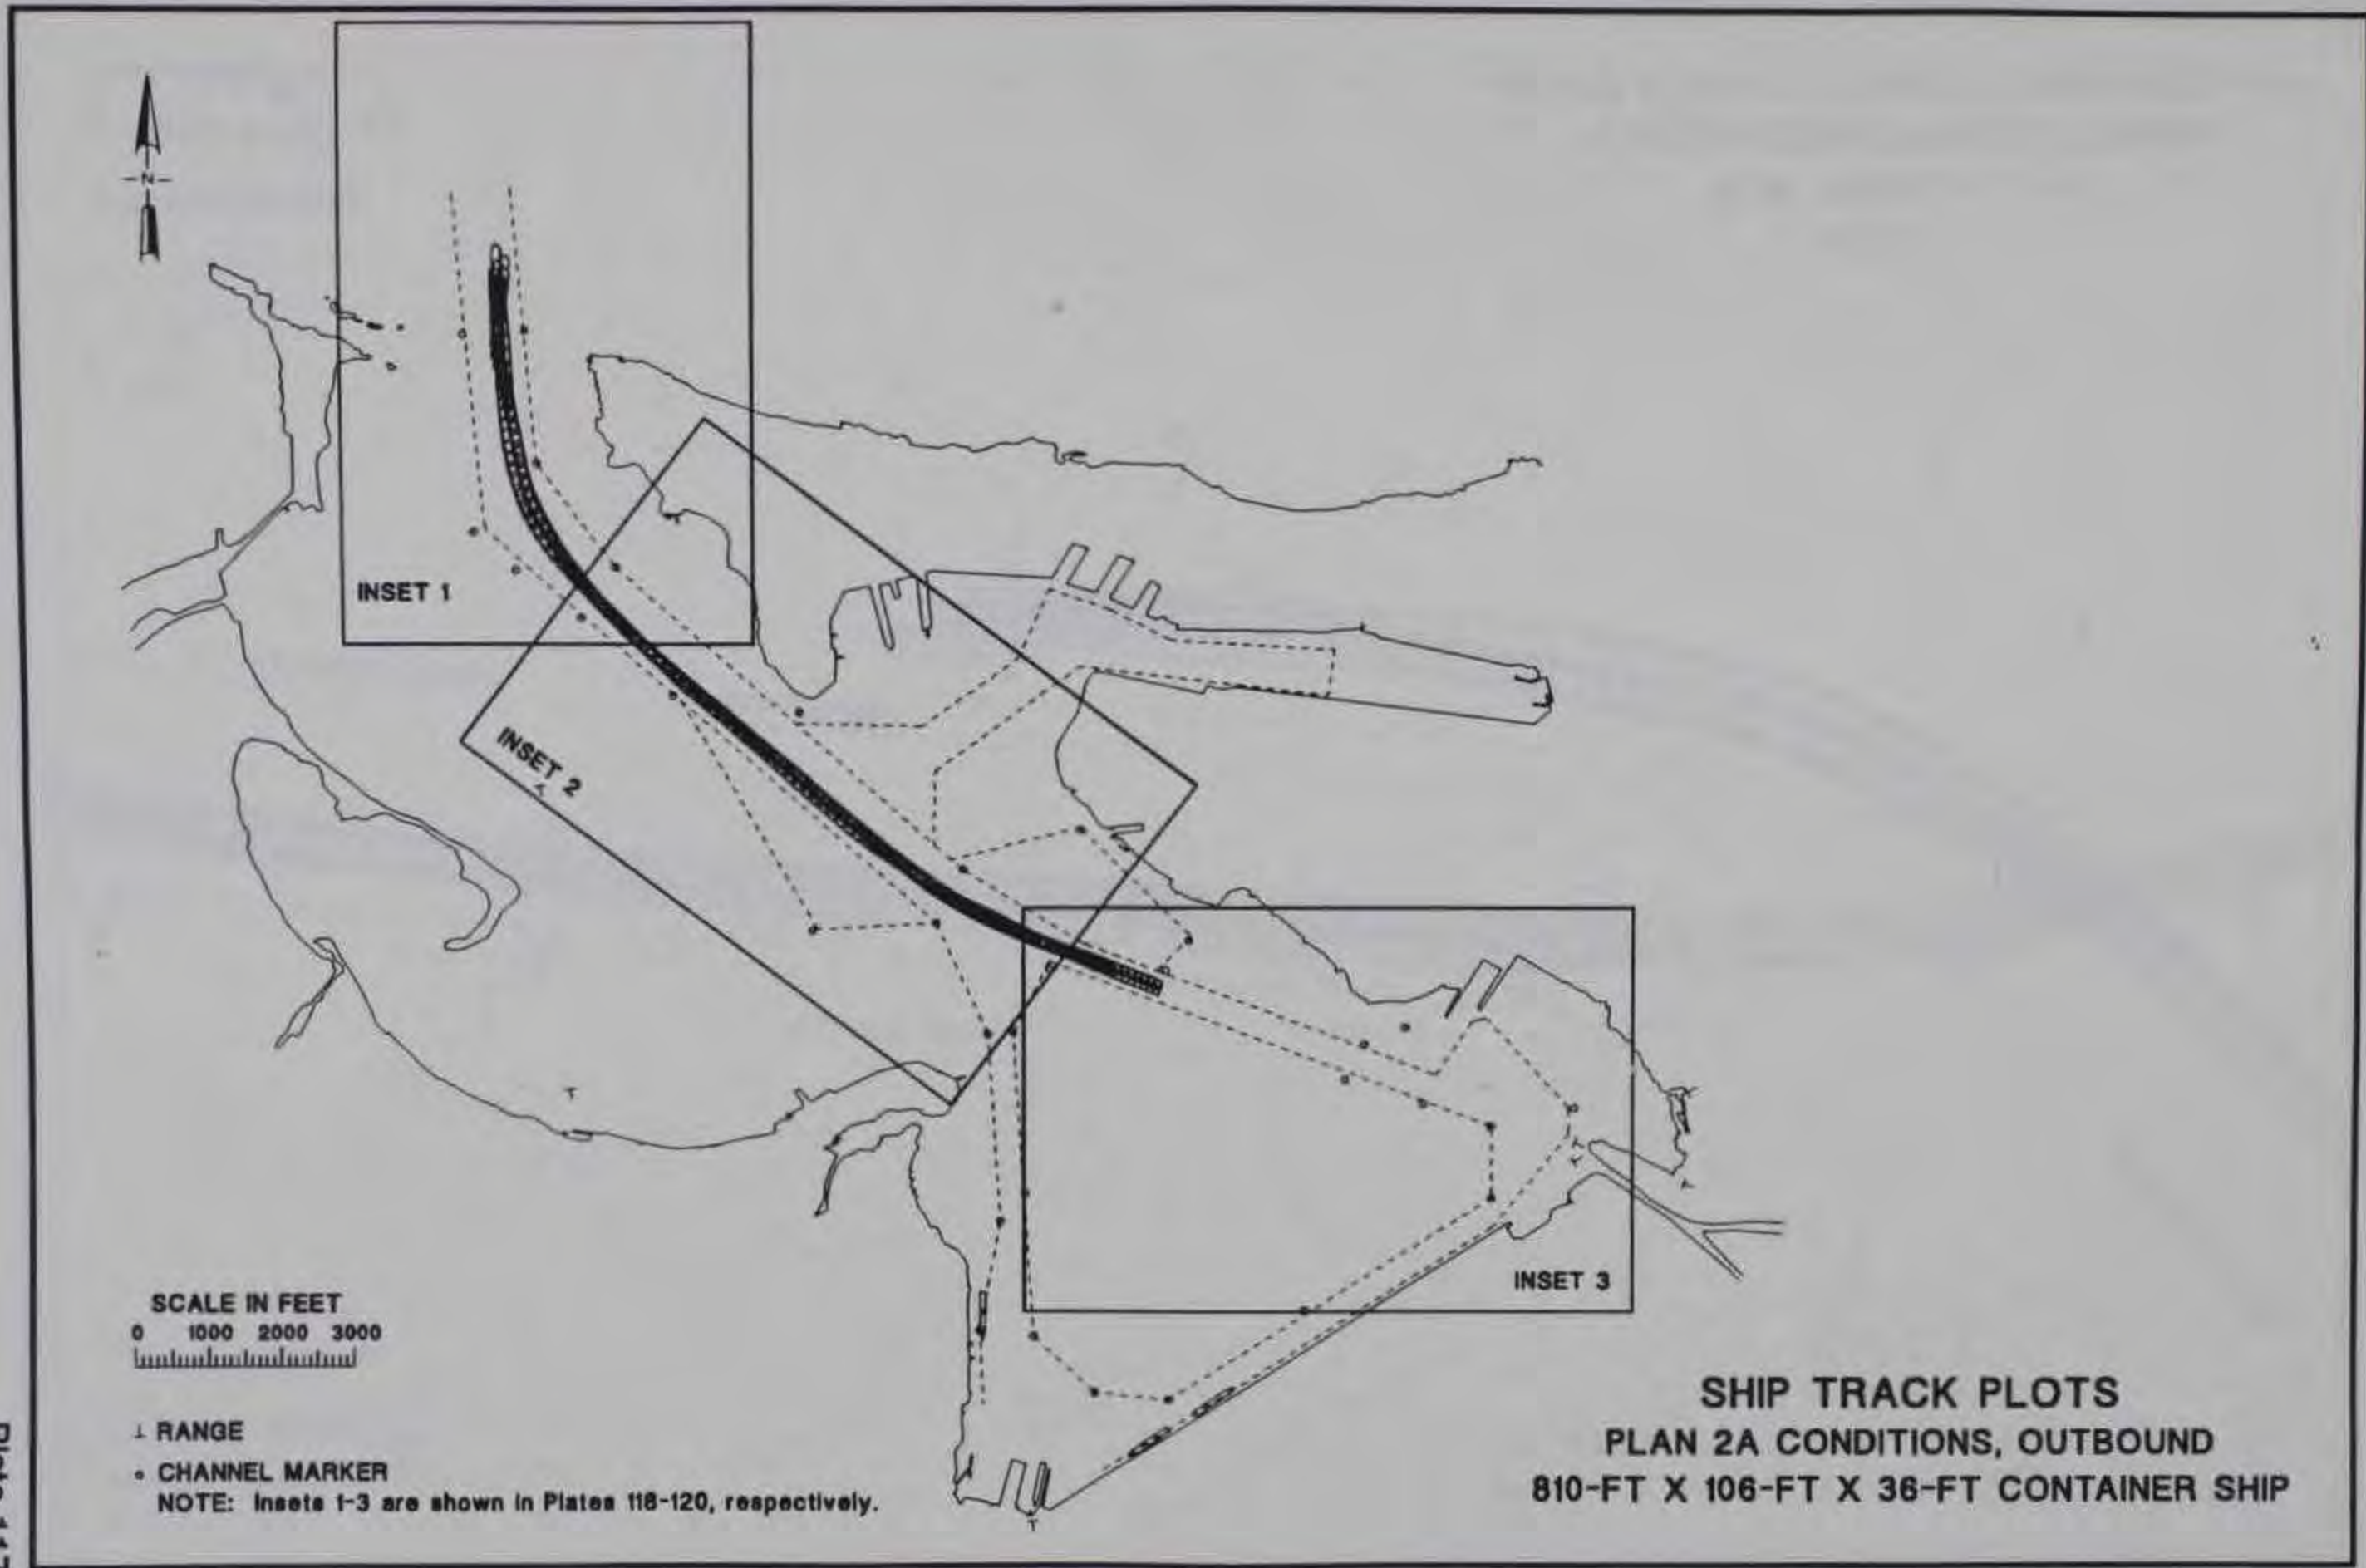 N
INSET 1
INSET 2
INSET 3
SCALE IN FEET
0 1000 2000 3000
RANGE
CHANNEL MARKER
NOTE: Insets 1-3 are shown in Plates 118-120, respectively.
SHIP TRACK PLOTS
PLAN 2A CONDITIONS, OUTBOUND
810-FT X 106-FT X 36-FT CONTAINER SHIP